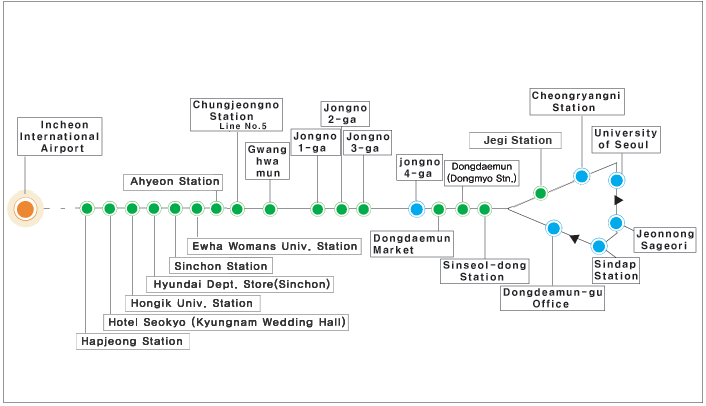 Incheon
International
Airport
Hapjeong Station
Hotel Seokyo (Kyungnam Wedding Hall)
Hongik Univ. Station
Hyundai Dept. Store(Sinchon)
Sinchon Station
Ewha Womans Univ. Station
Ahyeon Station
Chungjeongno
Station
Line No.5
Gwang
hwa
mun
Jongno
1-ga
Jongno
2-ga
Jongno
3-ga
jongno
4-ga
Dongdaemun
Market
Dongdaemun
(Dongmyo Stn.)
Sinseol-dong
Station
Jegi Station
Cheongryangni
Station
University
of Seoul
Jeonnong
Sageori
Sindap
Station
Dongdeamun-gu
Office